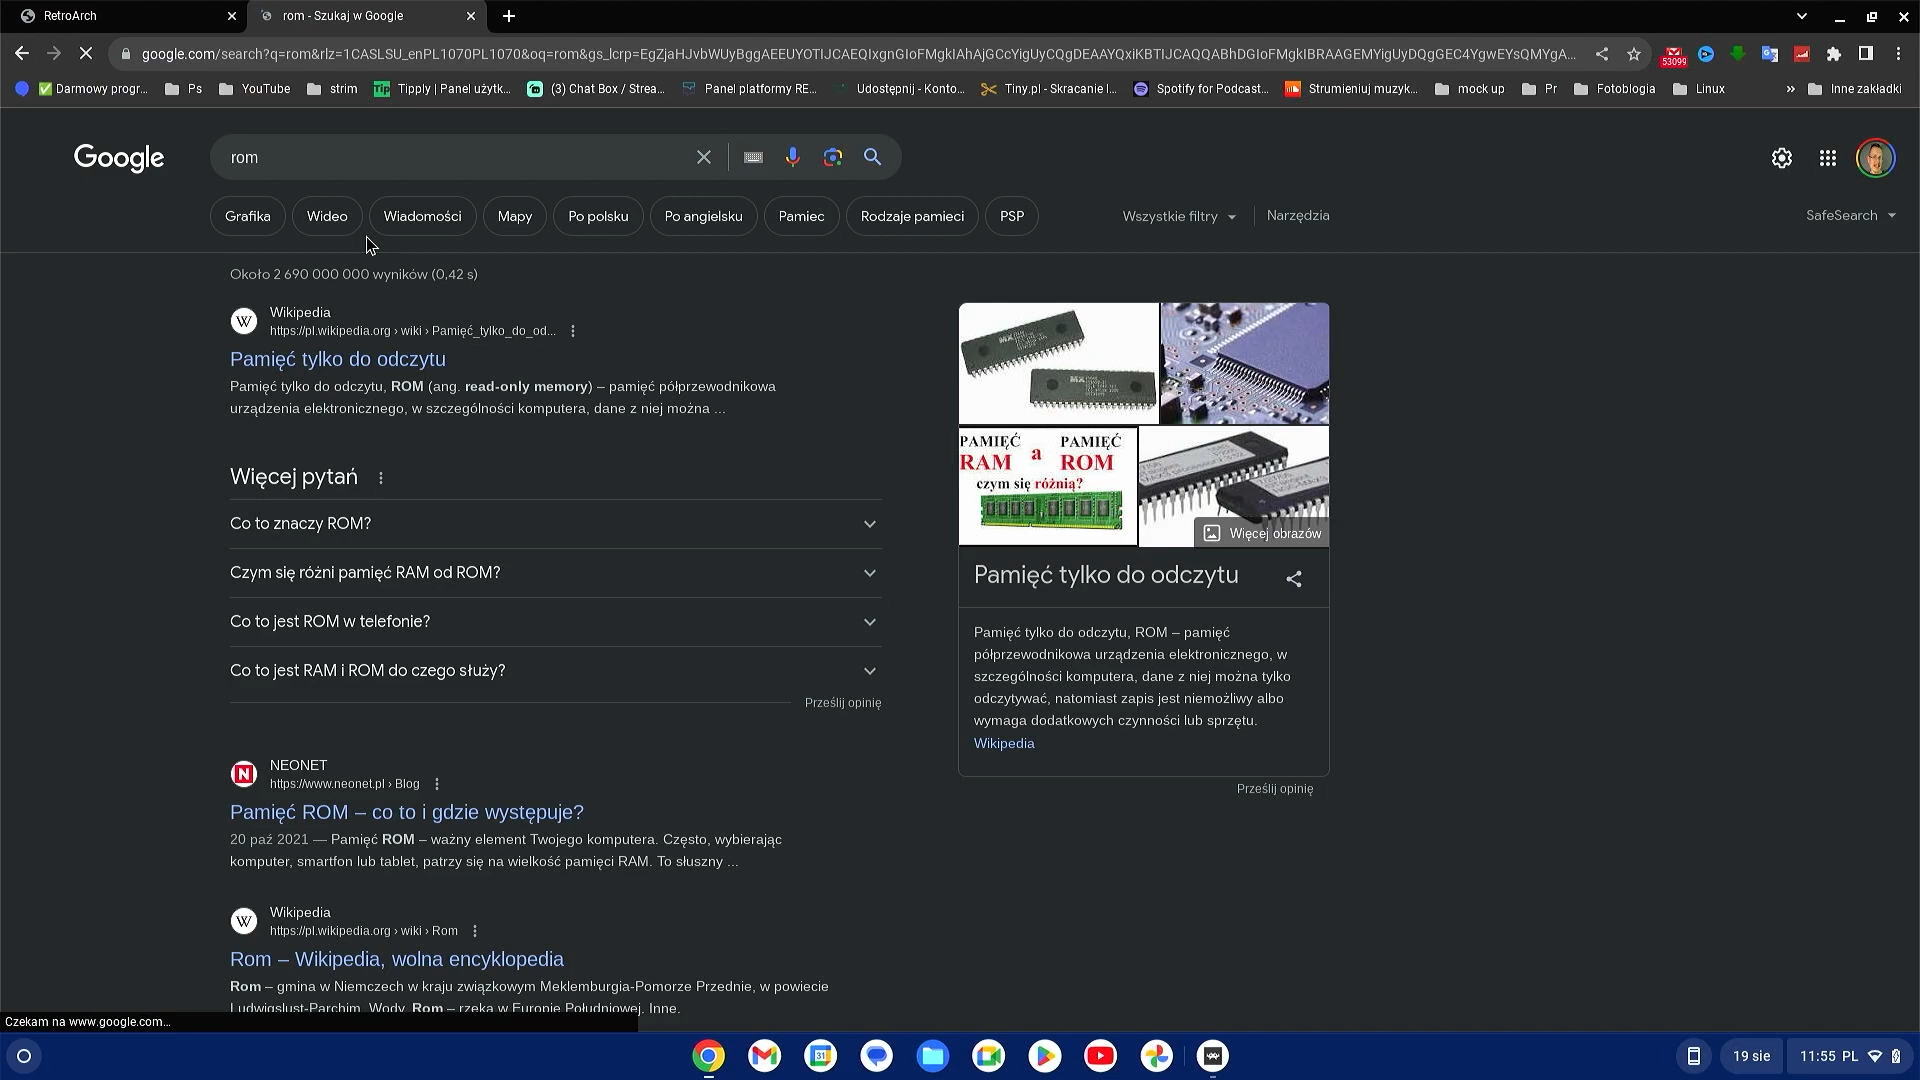 RetroArch
rom - Szukaj w Google
google.com/search?q=rom&rlz=1CASLSU_enPL1070PL1070&oq=rom&gs_lcrp=EgZjaHJvbWUyBggAEEUYOTIJCAEQIxgnGIoFMgkIAhAjGCcYigUyCQgDEAAYQxiKBTIJCAQQABhDGIoFMgkIBRAAGEMYigUyDQgGEC4YgwEYsQMYgA...
53099
Darmowy progr...
Ps
YouTube
strim
Tip
Tipply | Panel użytk...
(3) Chat Box / Strea...
Panel platformy RE...
Udostępnij - Konto...
Tiny.pl - Skracanie l...
Spotify for Podcast...
Strumieniuj muzyk...
mock up
Pr
Fotoblogia
Linux
»
Inne zakładki
Google
rom
Grafika
Wideo
Wiadomości
Mapy
Po polsku
Po angielsku
Pamiec
Rodzaje pamieci
PSP
Wszystkie filtry
Narzędzia
SafeSearch
Około 2 690 000 000 wyników (0,42 s)
W
Wikipedia
https://pl.wikipedia.org › wiki › Pamięć_tylko_do_od...
Pamięć tylko do odczytu
Pamięć tylko do odczytu, ROM (ang. read-only memory) – pamięć półprzewodnikowa
urządzenia elektronicznego, w szczególności komputera, dane z niej można ...
Więcej pytań
Co to znaczy ROM?
Czym się różni pamięć RAM od ROM?
Co to jest ROM w telefonie?
Co to jest RAM i ROM do czego służy?
Prześlij opinię
N
NEONET
https://www.neonet.pl › Blog
Pamięć ROM – co to i gdzie występuje?
20 paź 2021 — Pamięć ROM – ważny element Twojego komputera. Często, wybierając
komputer, smartfon lub tablet, patrzy się na wielkość pamięci RAM. To słuszny ...
W
Wikipedia
https://pl.wikipedia.org › wiki › Rom
Rom – Wikipedia, wolna encyklopedia
Rom – gmina w Niemczech w kraju związkowym Meklemburgia-Pomorze Przednie, w powiecie
Ludwigslust-Parchim. Wody. Rom – rzeka w Europie Południowej. Inne.
PAMIĘĆ PAMIĘĆ
RAM a ROM
czym się różnią?
Więcej obrazów
Pamięć tylko do odczytu
Pamięć tylko do odczytu, ROM – pamięć
półprzewodnikowa urządzenia elektronicznego, w
szczególności komputera, dane z niej można tylko
odczytywać, natomiast zapis jest niemożliwy albo
wymaga dodatkowych czynności lub sprzętu.
Wikipedia
Prześlij opinię
Czekam na www.google.com...
31
19 sie
11:55 PL